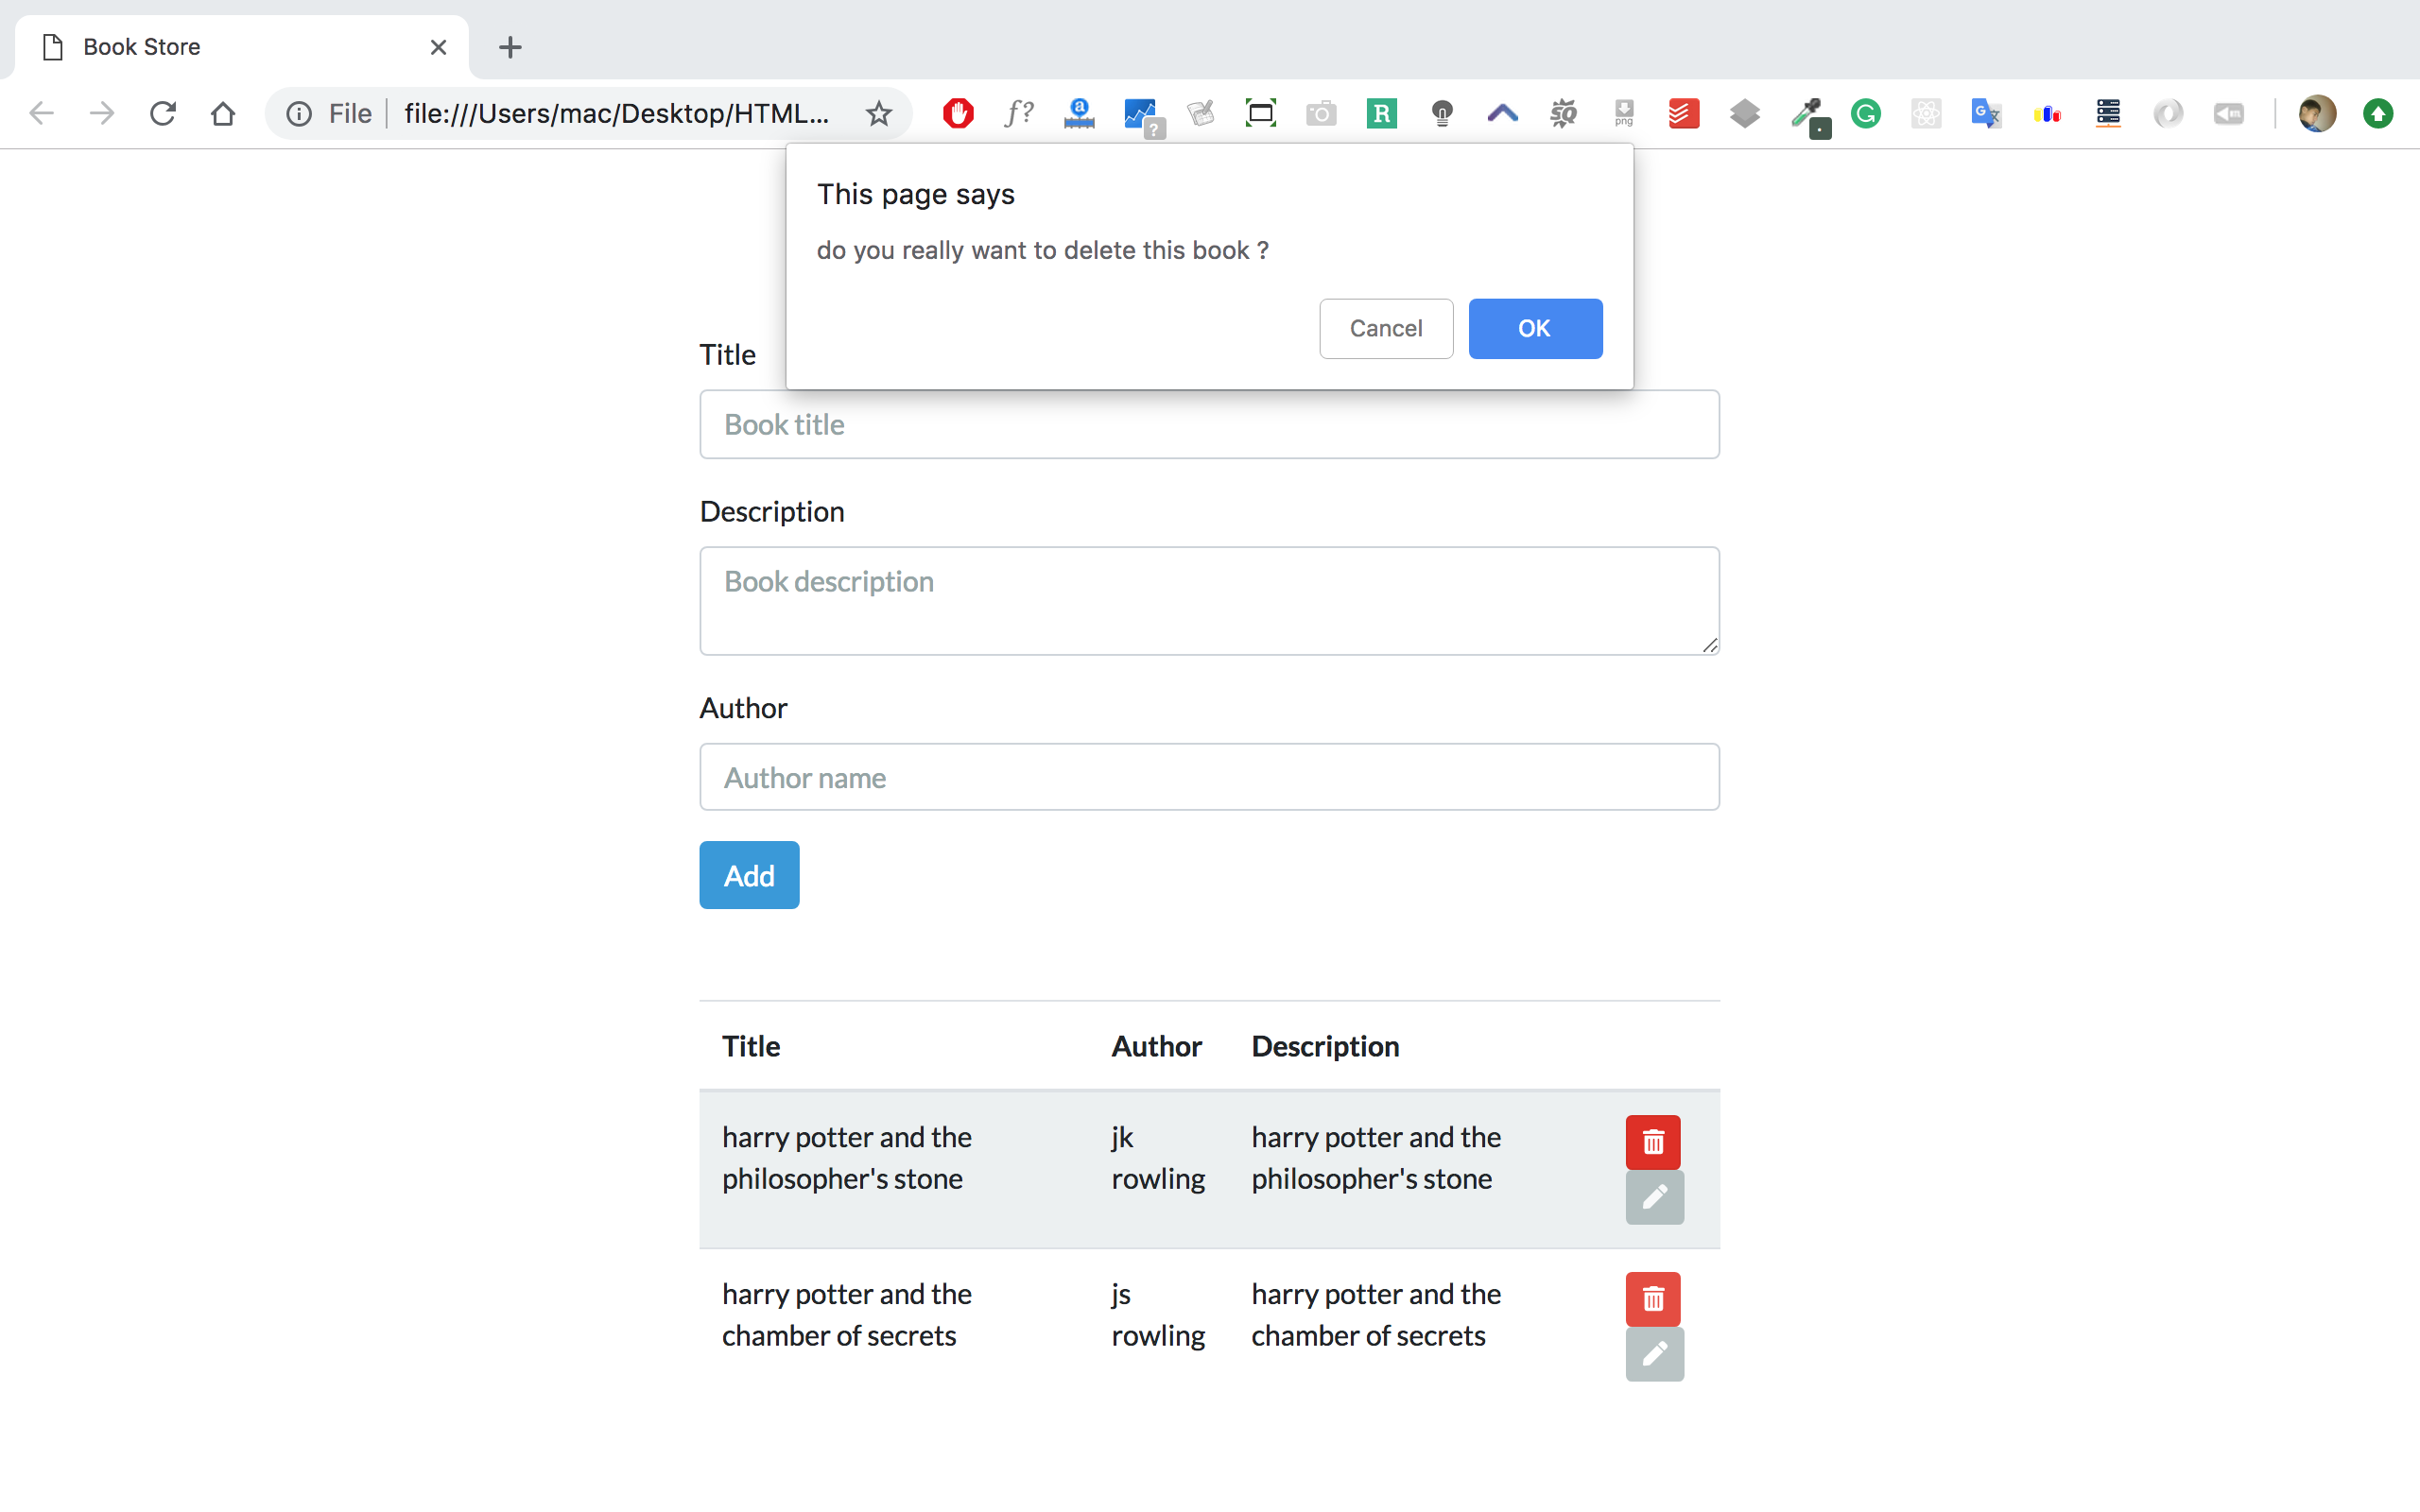 Book Store
File file:///Users/mac/Desktop/HTML...
f?
a
?
R
SQ
png
G
G
This page says
do you really want to delete this book ?
Cancel OK
Title
Book title
Description
Book description
Author
Author name
Add
Title Author Description
harry potter and the jk harry potter and the
philosopher's stone rowling philosopher's stone
harry potter and the js harry potter and the
chamber of secrets rowling chamber of secrets